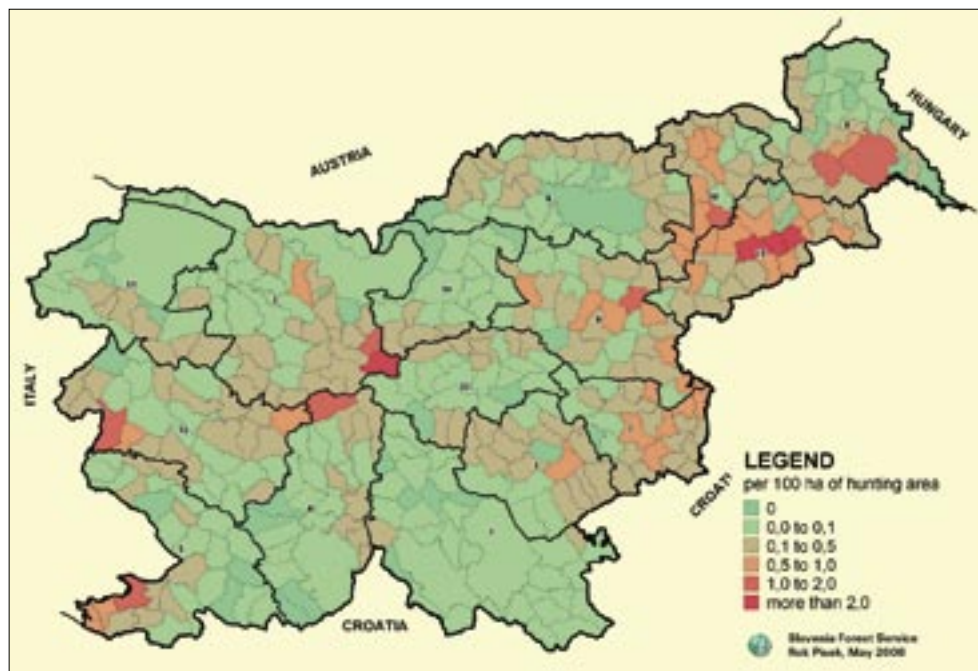 AUSTRIA
HUNGARY
ITALY
CROATI
CROATIA
LEGEND
per 100 ha of hunting area
0
0,0 to 0,1
0,1 to 0,5
0,5 to 1,0
1,0 to 2,0
more than 2,0
Slovenia Forest Service
Rok Pisek, May 2008